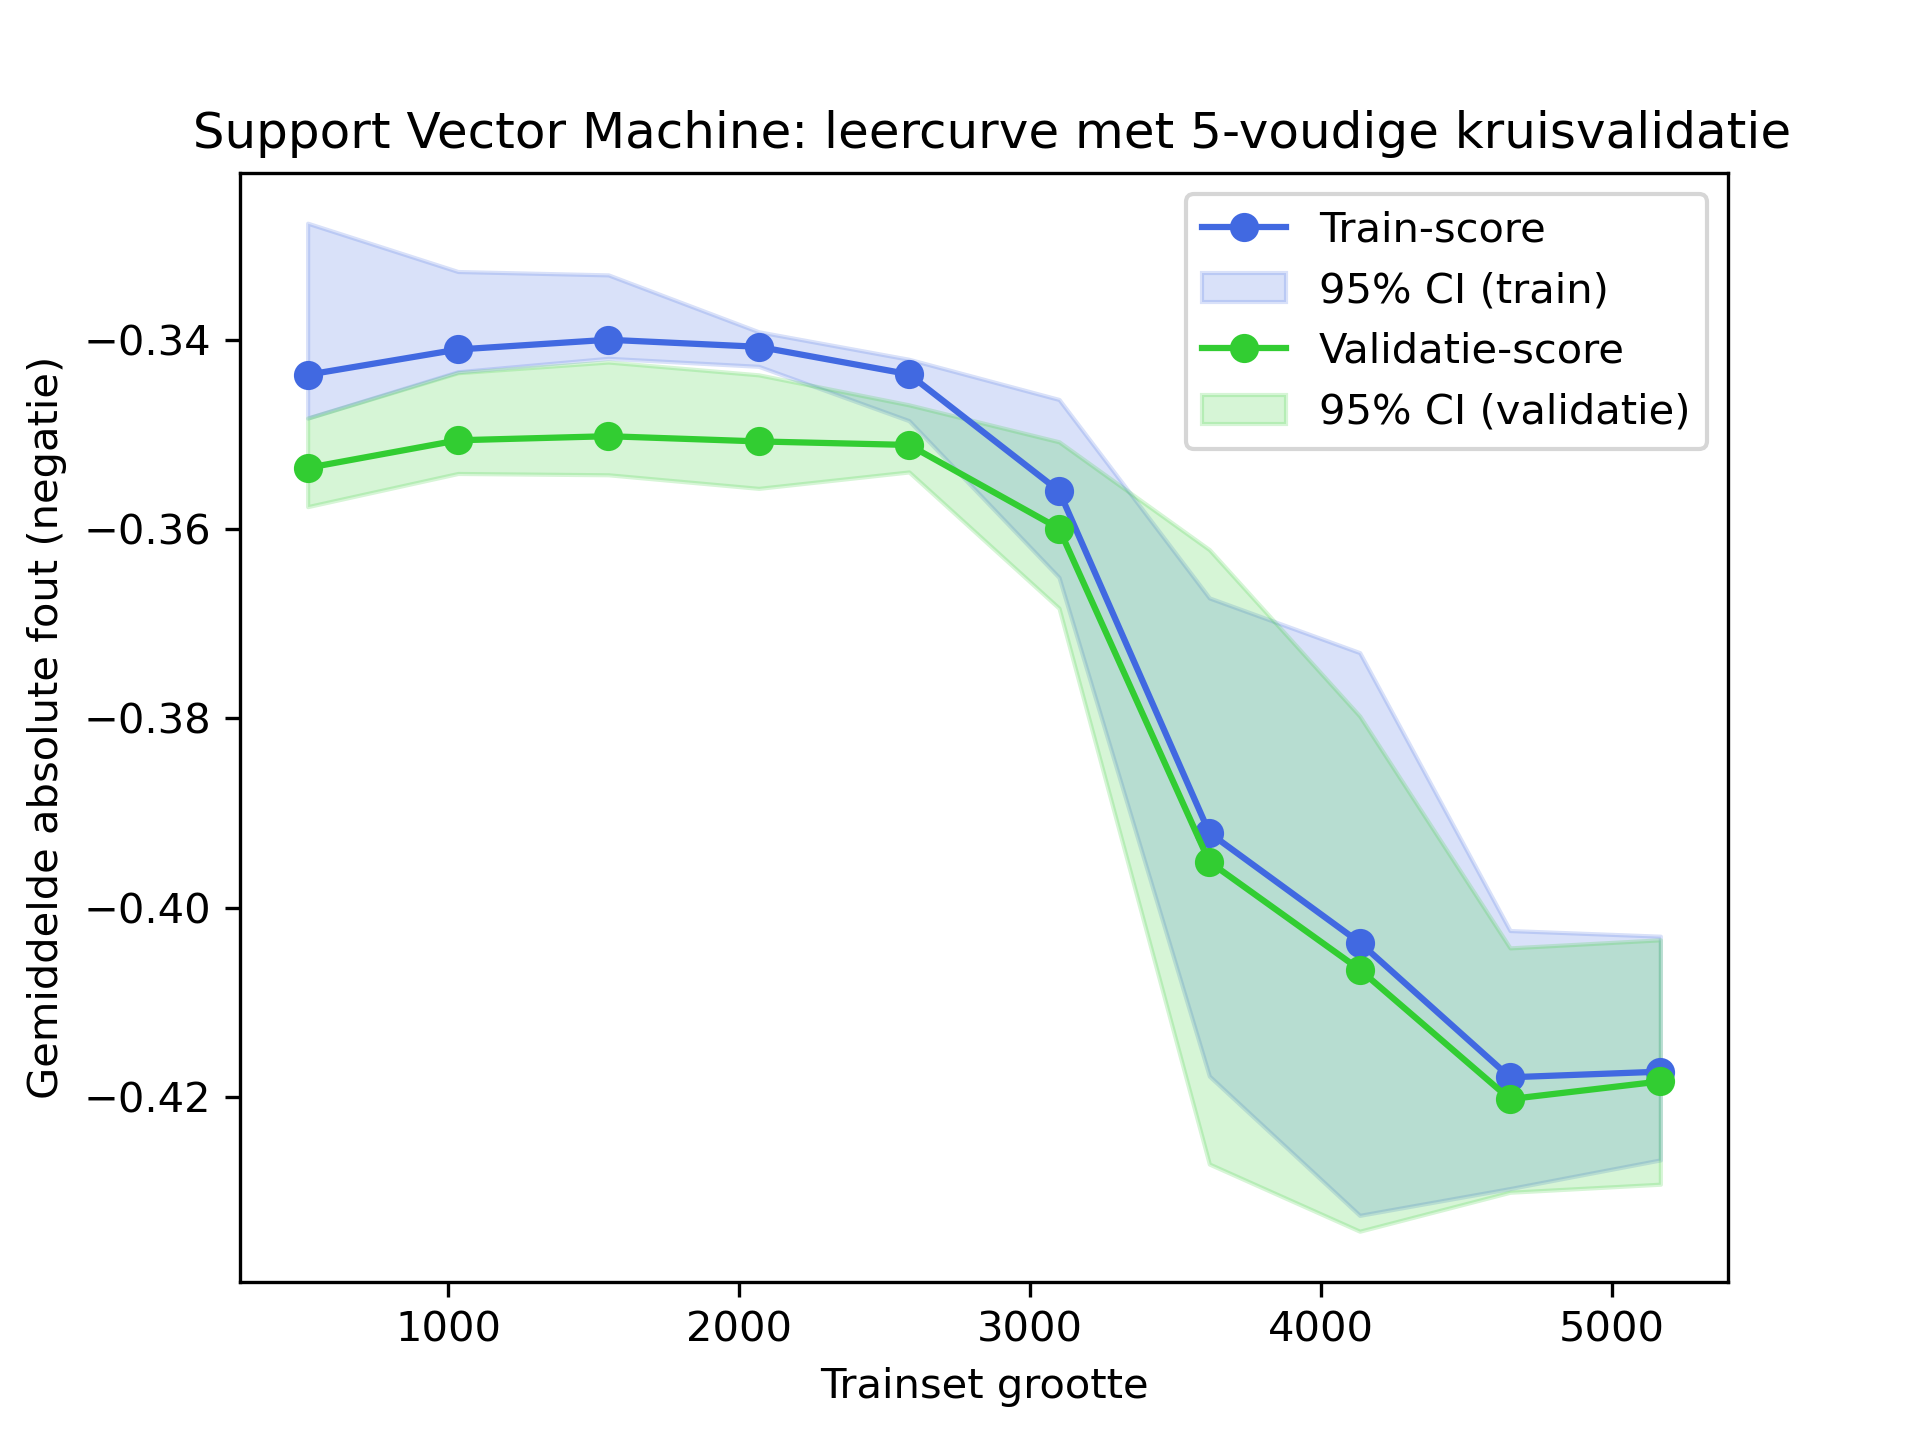 Support Vector Machine: leercurve met 5-voudige kruisvalidatie
Train-score
95% CI (train)
Validatie-score
95% CI (validatie)
Gemiddelde absolute fout (negatie)
−0.34
−0.36
−0.38
−0.40
−0.42
1000 2000 3000 4000 5000
Trainset grootte